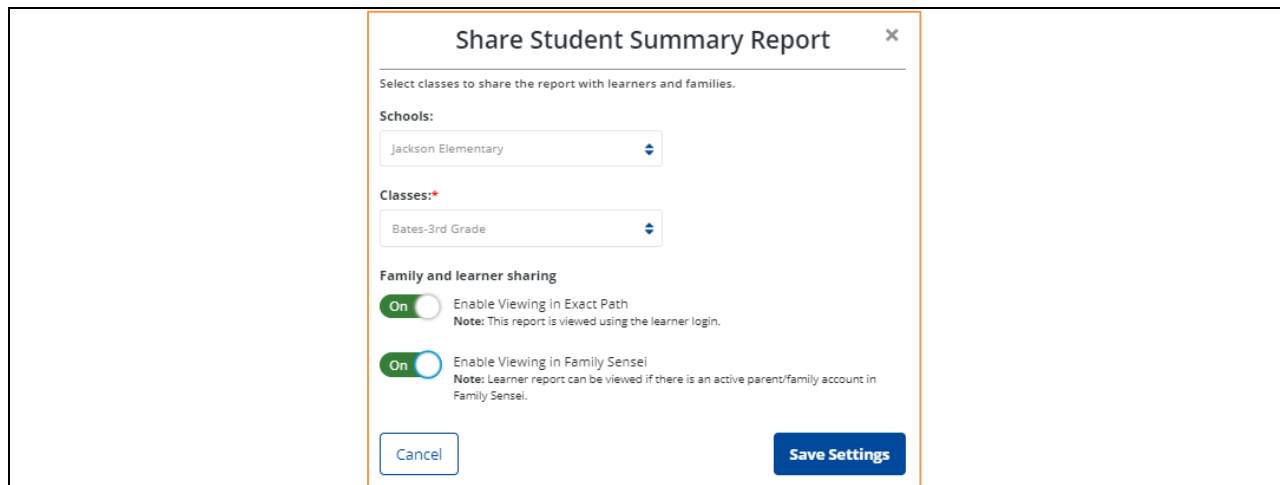 Share Student Summary Report
×
Select classes to share the report with learners and families.
Schools:
Jackson Elementary
Classes:*
Bates-3rd Grade
Family and learner sharing
On Enable Viewing in Exact Path
Note: This report is viewed using the learner login.
On Enable Viewing in Family Sensei
Note: Learner report can be viewed if there is an active parent/family account in
Family Sensei.
Cancel Save Settings